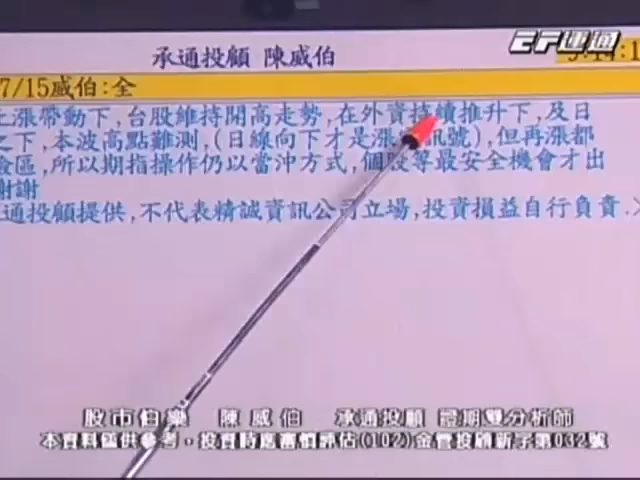 承通投顧 陳威伯
EF運通
7/15威伯:全
上漲帶動下,台股維持開高走勢,在外資持續推升下,及日
之下,本波高點難測,(日線向下才是漲 訊號),但再漲都
險區,所以期指操作仍以當沖方式,個股等最安全機會才出
謝謝
通投顧提供,不代表精誠資訊公司立場,投資損益自行負責.
股市伯樂 陳威伯 承通投顧 證期雙分析師
本資料僅供參考,投資時應審慎評估(102)金管投顧新字第032號